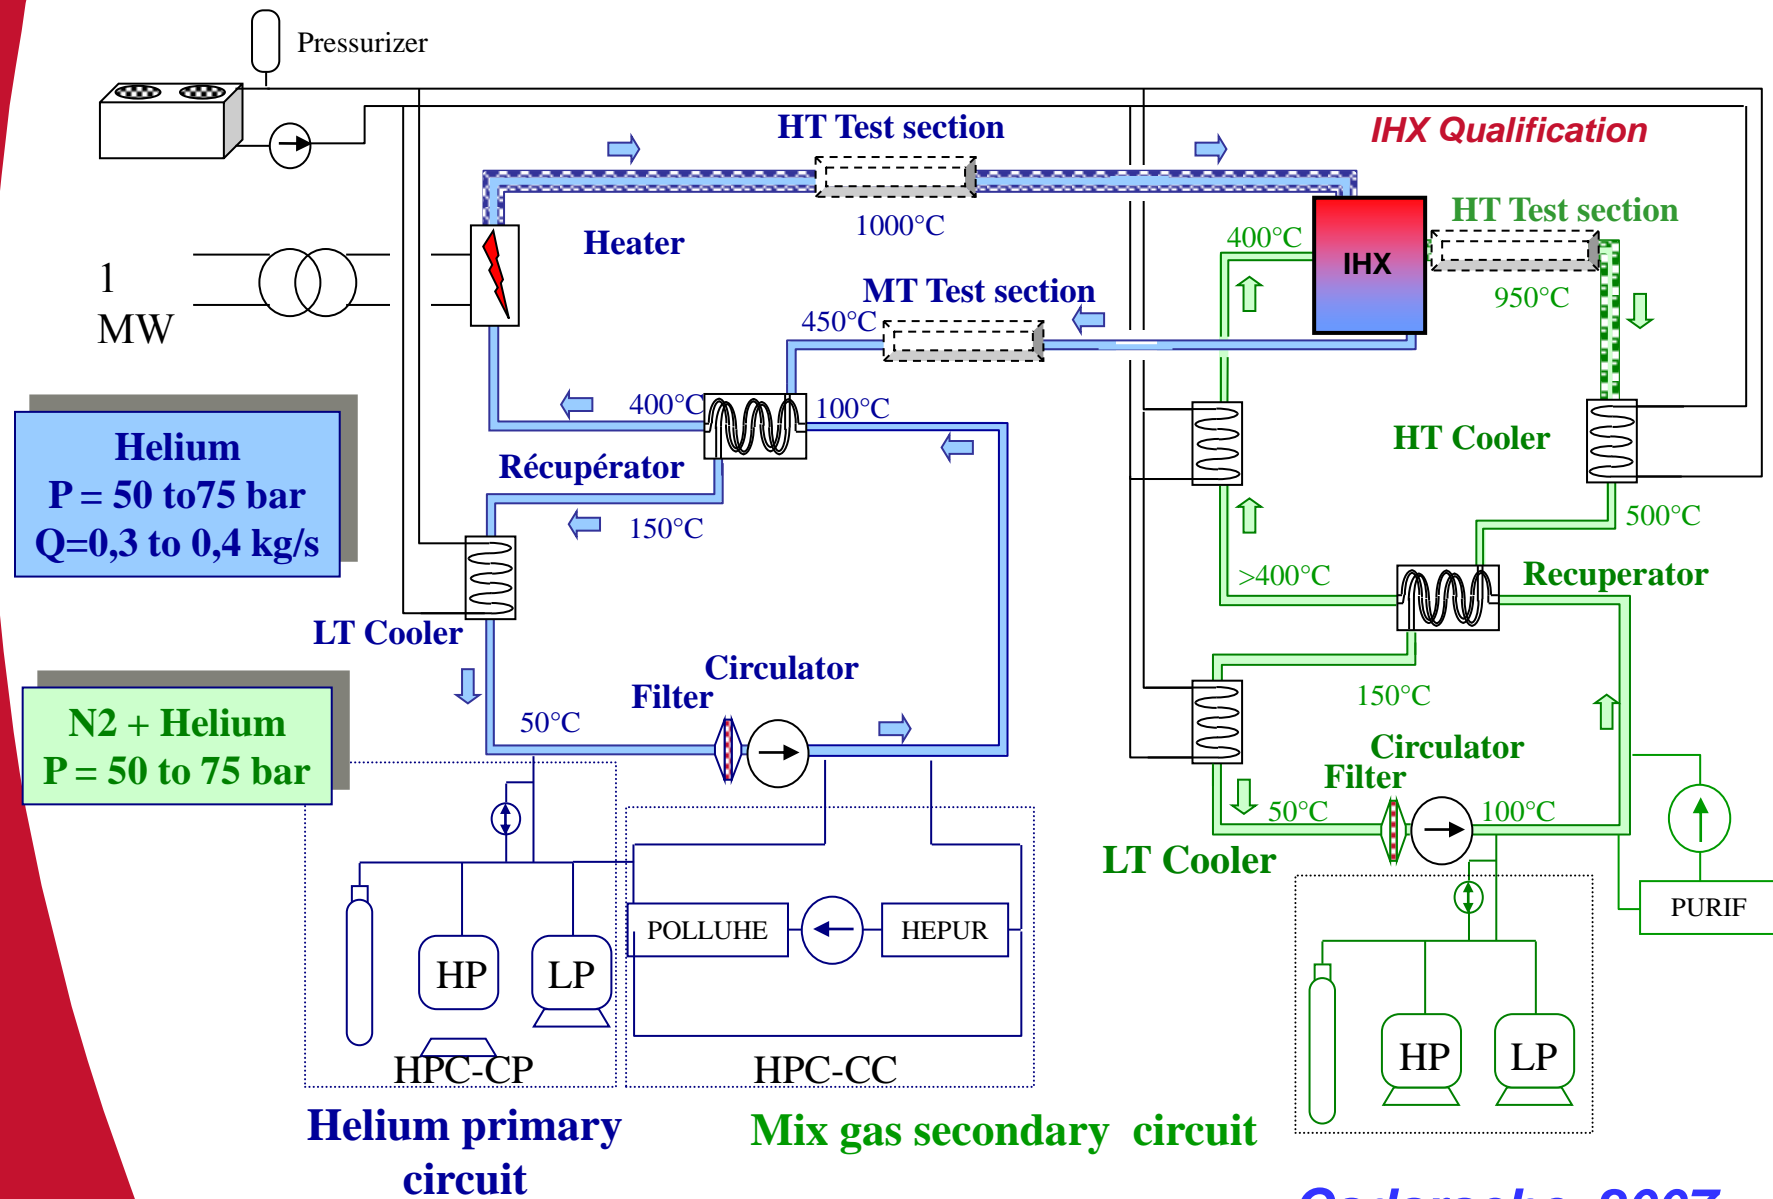 Pressurizer
HT Test section
IHX Qualification
1000°C
HT Test section
Heater
400°C
IHX
1
MW
MT Test section
450°C
950°C
400°C
100°C
Helium
P = 50 to75 bar
Q=0,3 to 0,4 kg/s
HT Cooler
Récupérator
150°C
500°C
>400°C
Recuperator
LT Cooler
Circulator
Filter
50°C
150°C
N2 + Helium
P = 50 to 75 bar
Circulator
Filter
50°C
100°C
LT Cooler
POLLUHE
HEPUR
PURIF
HP
LP
HP
LP
HPC-CP
HPC-CC
Helium primary
circuit
Mix gas secondary circuit